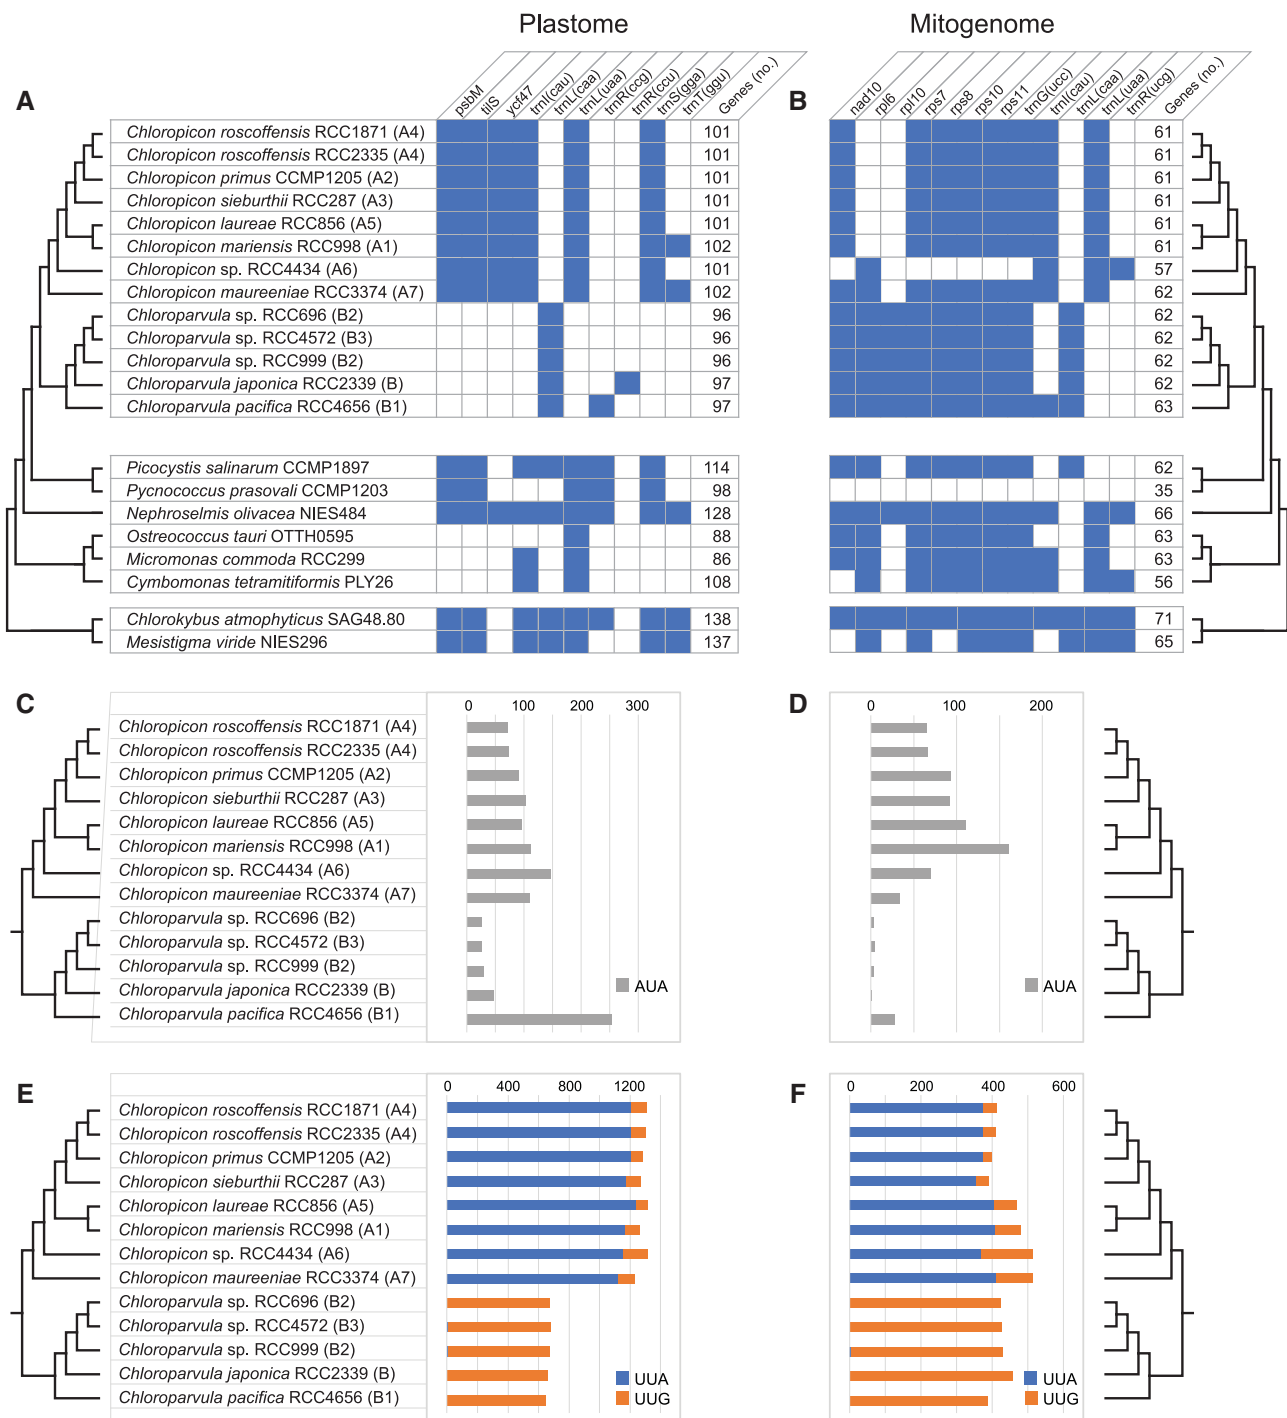 Plastome
Mitogenome
A
psbM
tilS
ycf47
trnI(cau)
trnL(caa)
trnL(uaa)
trnR(ccg)
trnR(ccu)
trnS(gga)
trnT(ggu)
Genes (no.)
B
nad10
rpl6
rpl10
rps7
rps8
rps10
rps11
trnG(ucc)
trnI(cau)
trnL(caa)
trnL(uaa)
trnR(ucg)
Genes (no.)
Chloropicon roscoffensis RCC1871 (A4) 101 61
Chloropicon roscoffensis RCC2335 (A4) 101 61
Chloropicon primus CCMP1205 (A2) 101 61
Chloropicon sieburthii RCC287 (A3) 101 61
Chloropicon laureae RCC856 (A5) 101 61
Chloropicon mariensis RCC998 (A1) 102 61
Chloropicon sp. RCC4434 (A6) 101 57
Chloropicon maureeniae RCC3374 (A7) 102 62
Chloroparvula sp. RCC696 (B2) 96 62
Chloroparvula sp. RCC4572 (B3) 96 62
Chloroparvula sp. RCC999 (B2) 96 62
Chloroparvula japonica RCC2339 (B) 97 62
Chloroparvula pacifica RCC4656 (B1) 97 63
Picocystis salinarum CCMP1897 114 62
Pycnococcus prasovali CCMP1203 98 35
Nephroselmis olivacea NIES484 128 66
Ostreococcus tauri OTTH0595 88 63
Micromonas commoda RCC299 86 63
Cymbomonas tetramitiformis PLY26 108 56
Chlorokybus atmophyticus SAG48.80 138 71
Mesistigma viride NIES296 137 65
C
0 100 200 300
D
0 100 200
Chloropicon roscoffensis RCC1871 (A4)
Chloropicon roscoffensis RCC2335 (A4)
Chloropicon primus CCMP1205 (A2)
Chloropicon sieburthii RCC287 (A3)
Chloropicon laureae RCC856 (A5)
Chloropicon mariensis RCC998 (A1)
Chloropicon sp. RCC4434 (A6)
Chloropicon maureeniae RCC3374 (A7)
Chloroparvula sp. RCC696 (B2)
Chloroparvula sp. RCC4572 (B3)
Chloroparvula sp. RCC999 (B2)
Chloroparvula japonica RCC2339 (B)
Chloroparvula pacifica RCC4656 (B1)
AUA
AUA
E
0 400 800 1200
F
0 200 400 600
Chloropicon roscoffensis RCC1871 (A4)
Chloropicon roscoffensis RCC2335 (A4)
Chloropicon primus CCMP1205 (A2)
Chloropicon sieburthii RCC287 (A3)
Chloropicon laureae RCC856 (A5)
Chloropicon mariensis RCC998 (A1)
Chloropicon sp. RCC4434 (A6)
Chloropicon maureeniae RCC3374 (A7)
Chloroparvula sp. RCC696 (B2)
Chloroparvula sp. RCC4572 (B3)
Chloroparvula sp. RCC999 (B2)
Chloroparvula japonica RCC2339 (B)
Chloroparvula pacifica RCC4656 (B1)
UUA
UUG
UUA
UUG